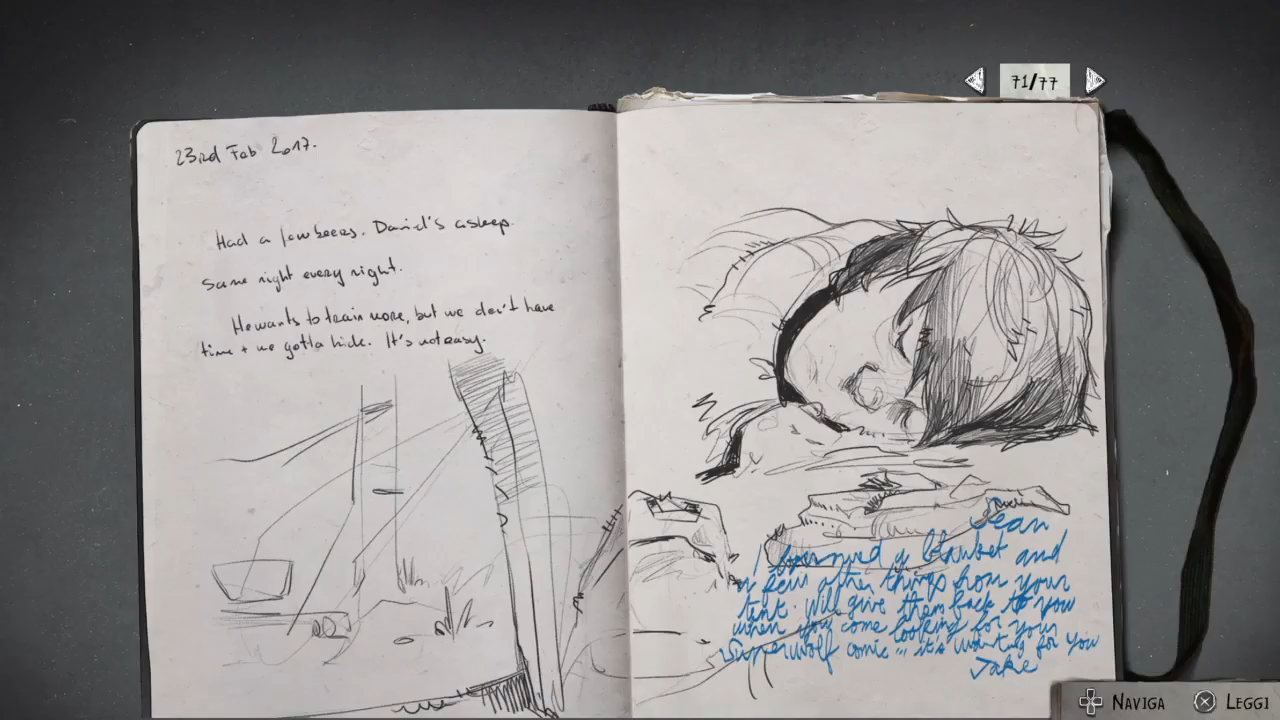 71/77
23rd Feb 2017.
Had a few beers. Daniel's asleep.
Same night every night.
He wants to train more, but we don't have
time + we gotta hide. It's not easy.
Sean
I borrowed a blanket and
a few other things from your
tent. Will give them back to you
when you come looking for your
Superwolf comic ... it's waiting for you
Jake
NAVIGA
LEGGI